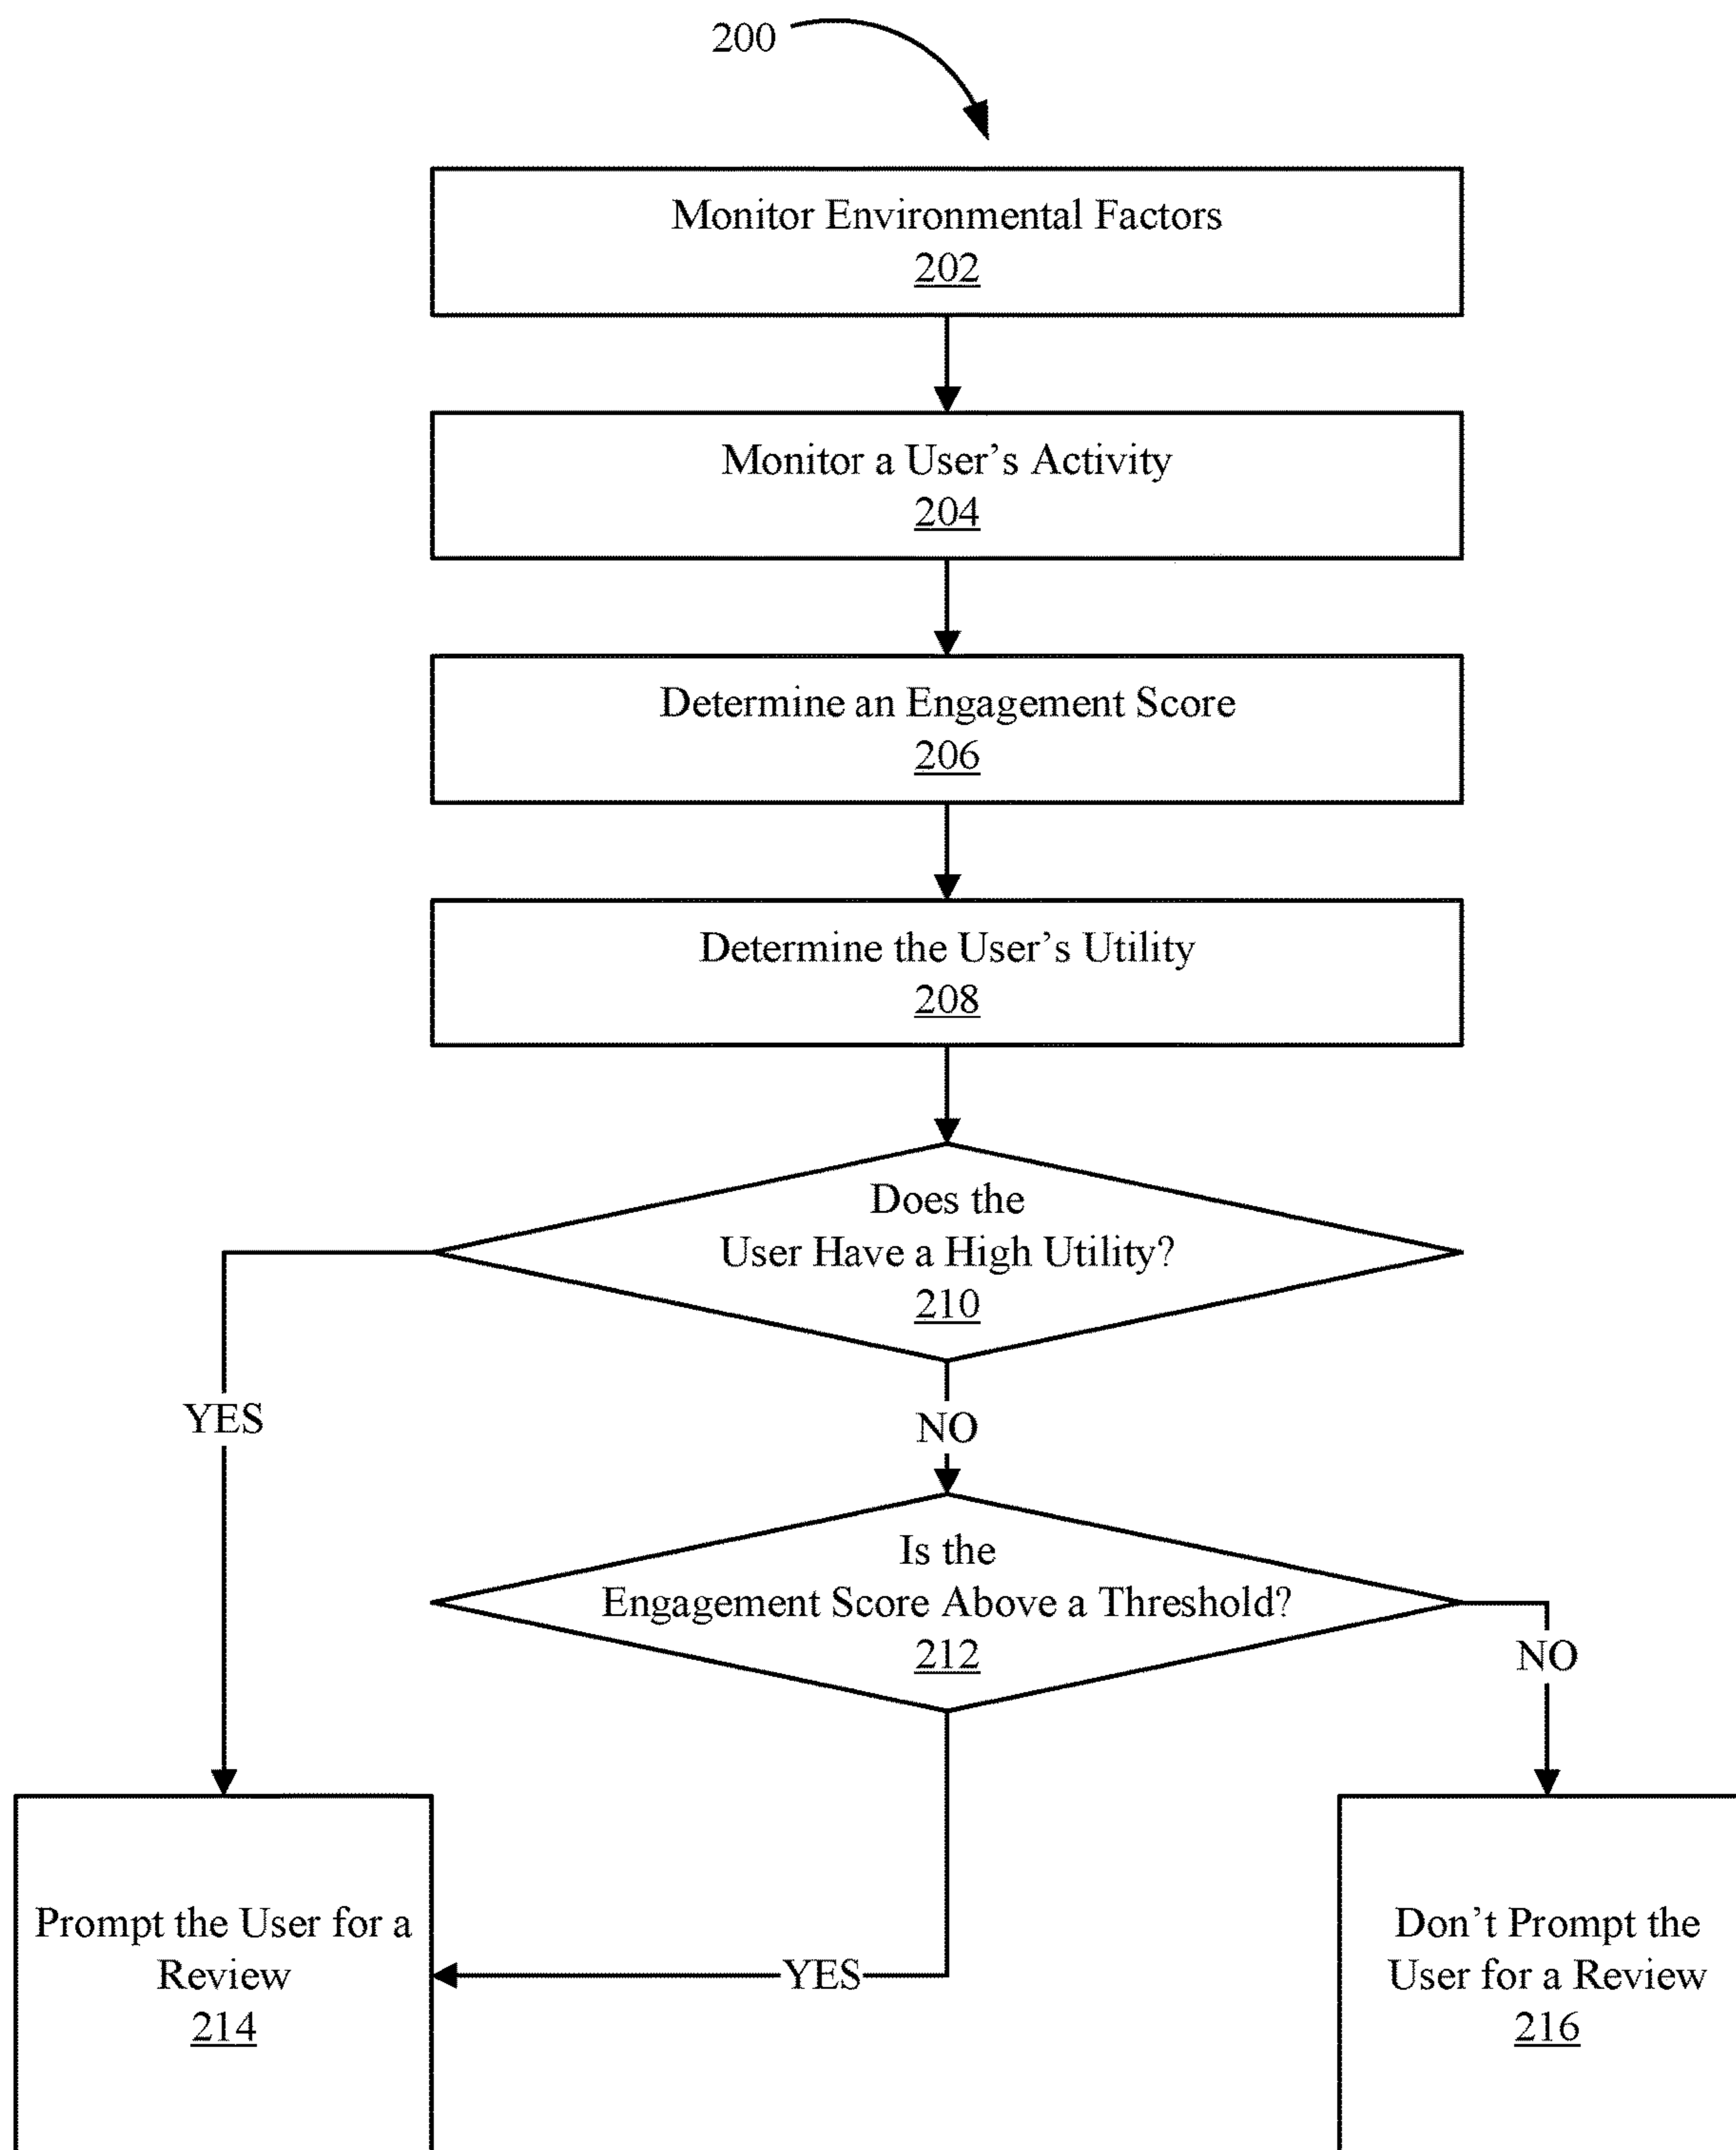 200
Monitor Environmental Factors
202
Monitor a User’s Activity
204
Determine an Engagement Score
206
Determine the User’s Utility
208
Does the
User Have a High Utility?
210
YES
NO
Is the
Engagement Score Above a Threshold?
212
NO
Prompt the User for a
Review
214
YES
Don’t Prompt the
User for a Review
216